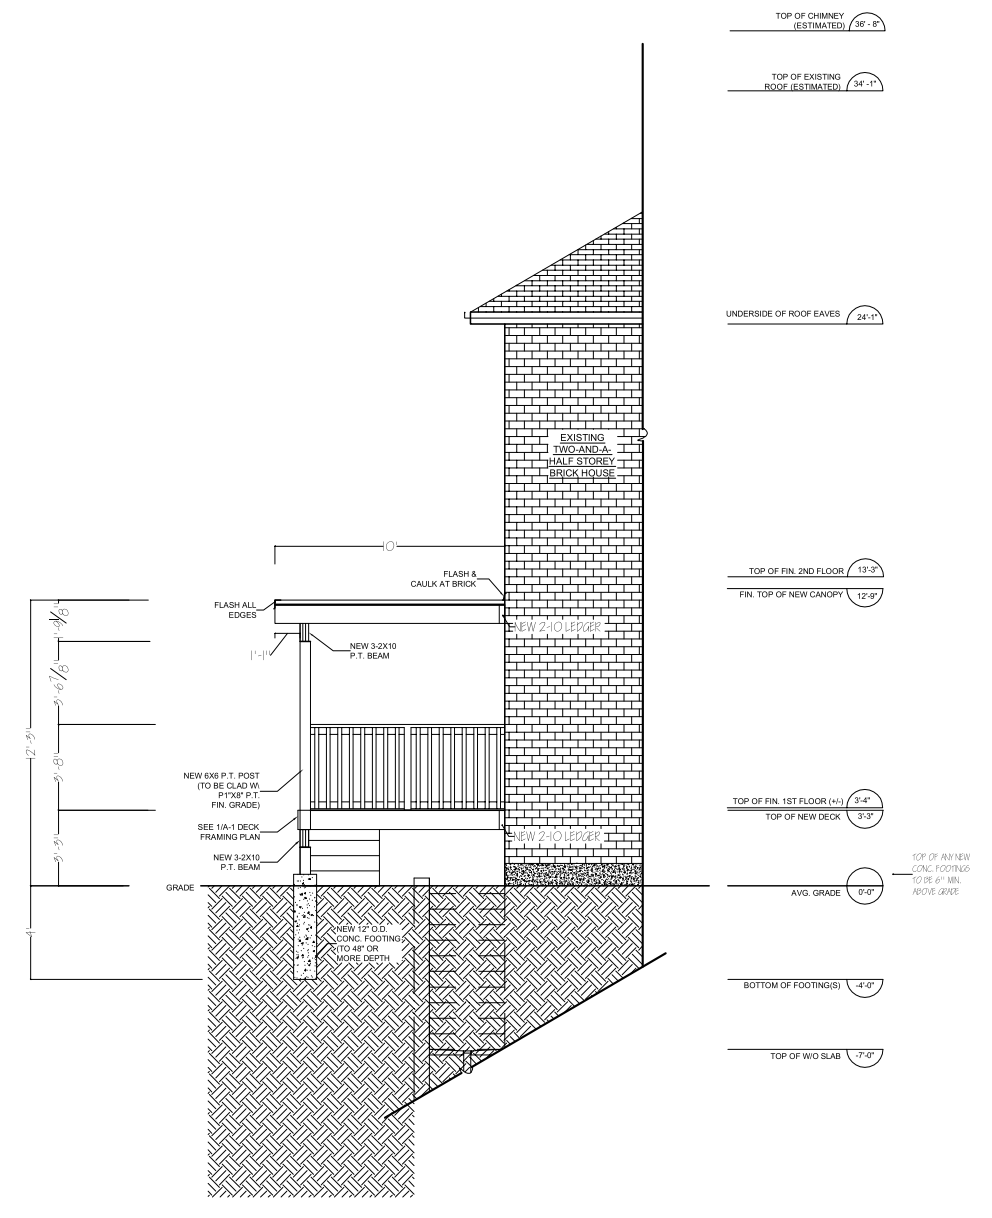 TOP OF CHIMNEY
(ESTIMATED)
36' - 8"
TOP OF EXISTING
ROOF (ESTIMATED)
34' -1"
UNDERSIDE OF ROOF EAVES
24'-1"
EXISTING
TWO-AND-A-
HALF STOREY
BRICK HOUSE
10'
FLASH &
CAULK AT BRICK
TOP OF FIN. 2ND FLOOR
13'-3"
FIN. TOP OF NEW CANOPY
12'-9"
FLASH ALL
EDGES
NEW 2-10 LEDGER
1'-9/8"
1'-1"
NEW 3-2X10
P.T. BEAM
3'-6 7/8"
12'-3"
3'-8"
NEW 6X6 P.T. POST
(TO BE CLAD W\
P1"X8" P.T.
FIN. GRADE)
TOP OF FIN. 1ST FLOOR (+/-)
3'-4"
TOP OF NEW DECK
3'-3"
SEE 1/A-1 DECK
FRAMING PLAN
NEW 2-10 LEDGER
3'-3"
NEW 3-2X10
P.T. BEAM
TOP OF ANY NEW
CONC. FOOTINGS
TO BE 6" MIN.
ABOVE GRADE
GRADE
AVG. GRADE
0'-0"
4'
NEW 12" O.D.
CONC. FOOTING
(TO 48" OR
MORE DEPTH
BOTTOM OF FOOTING(S)
-4'-0"
TOP OF W/O SLAB
-7'-0"